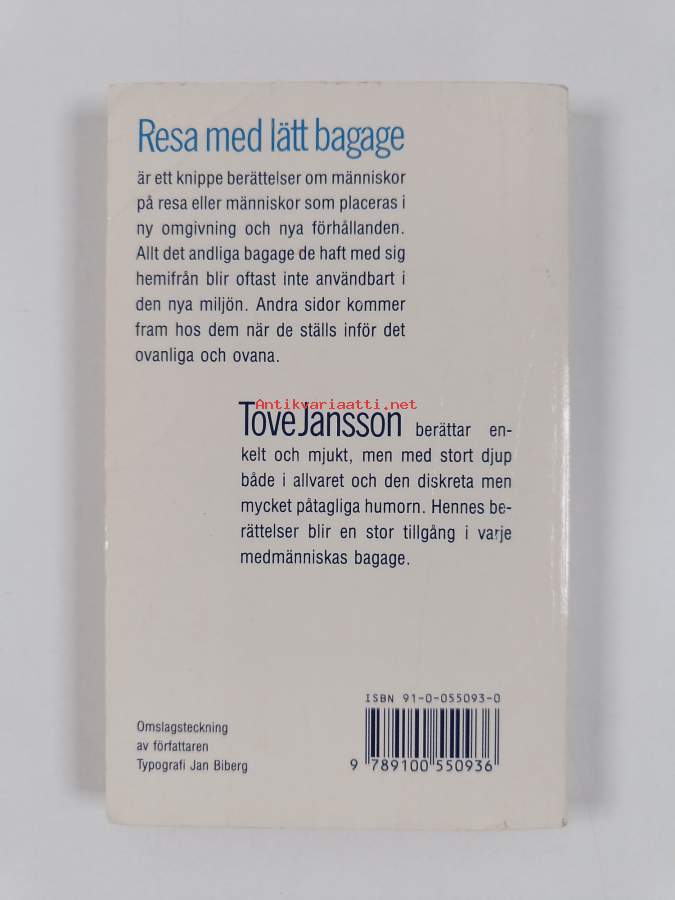 Resa med lätt bagage
är ett knippe berättelser om människor
på resa eller människor som placeras i
ny omgivning och nya förhållanden.
Allt det andliga bagage de haft med sig
hemifrån blir oftast inte användbart i
den nya miljön. Andra sidor kommer
fram hos dem när de ställs inför det
ovanliga och ovana.
Antikvariaatti.net
Tove Jansson berättar en-
kelt och mjukt, men med stort djup
både i allvaret och den diskreta men
mycket påtagliga humorn. Hennes be-
rättelser blir en stor tillgång i varje
medmänniskas bagage.
ISBN 91-0-055093-0
9 789100 550936
Omslagsteckning
av författaren
Typografi Jan Biberg